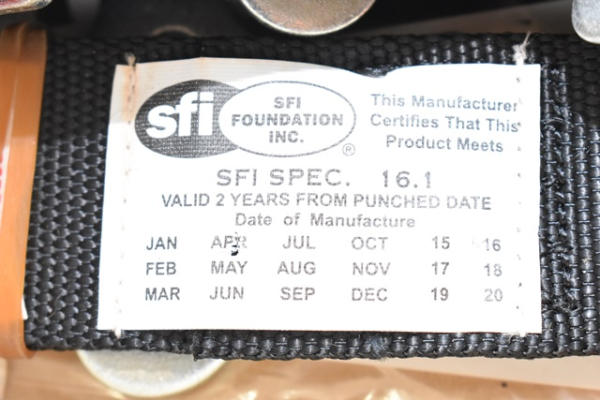 sfi
SFI
FOUNDATION
INC.
®
This Manufacturer
Certifies That This
Product Meets
SFI SPEC. 16.1
VALID 2 YEARS FROM PUNCHED DATE
Date of Manufacture
JAN APR JUL OCT 15 16
FEB MAY AUG NOV 17 18
MAR JUN SEP DEC 19 20